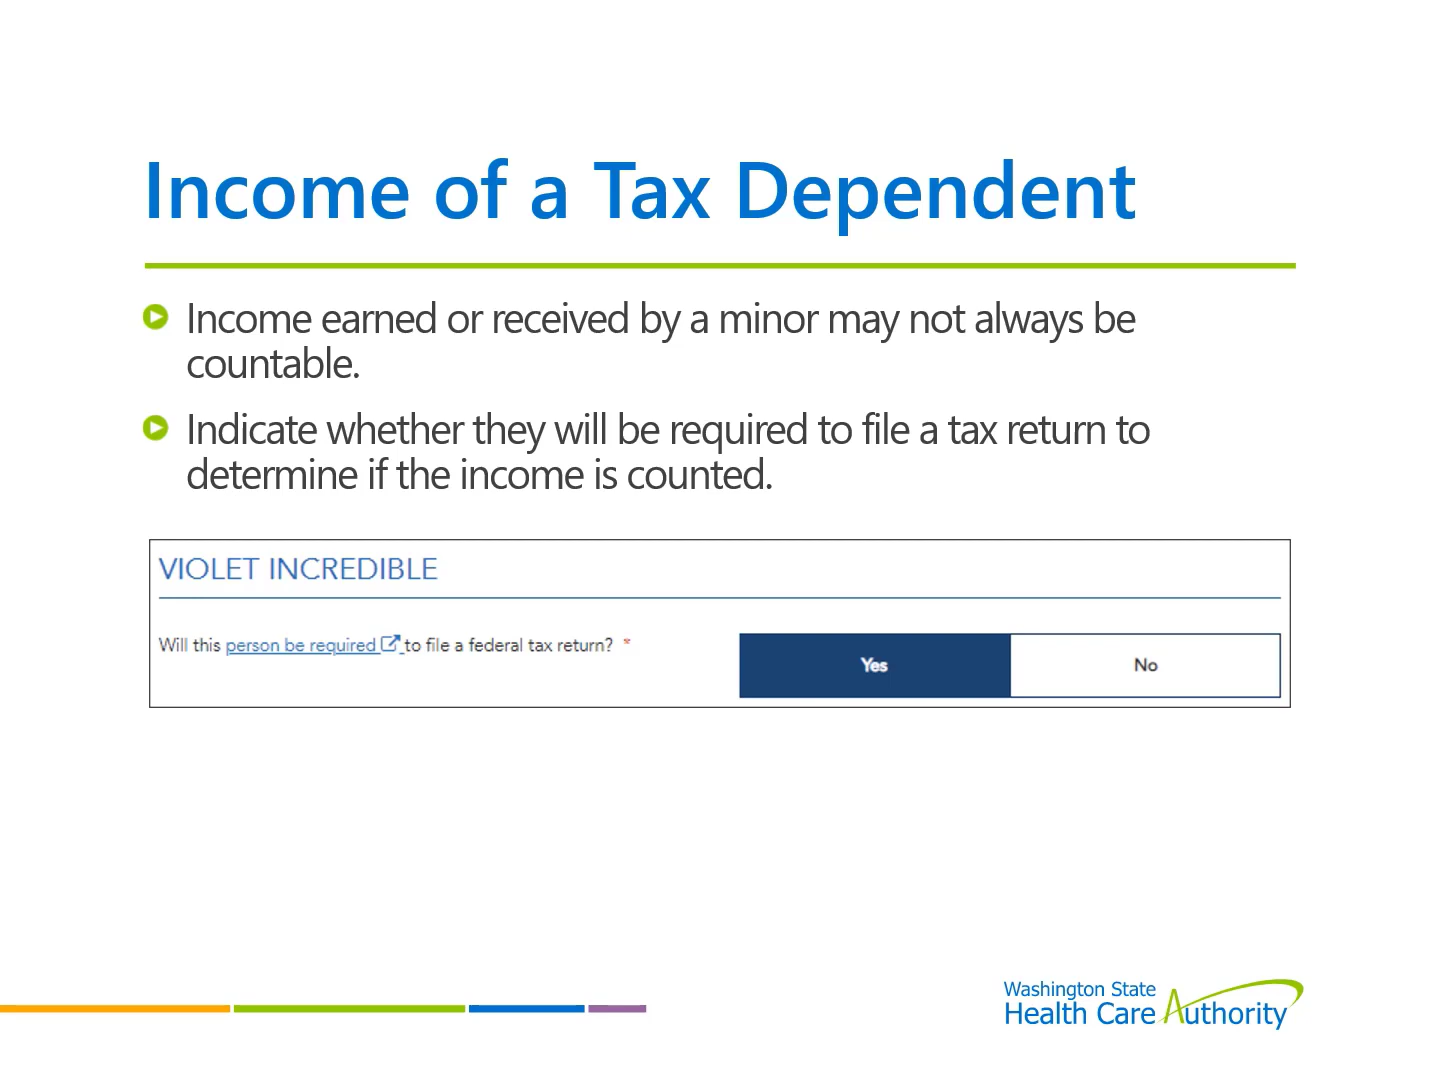 Income of a Tax Dependent
Income earned or received by a minor may not always be
countable.
Indicate whether they will be required to file a tax return to
determine if the income is counted.
VIOLET INCREDIBLE
Will this person be required to file a federal tax return? *
Yes
No
Washington State
Health Care Authority